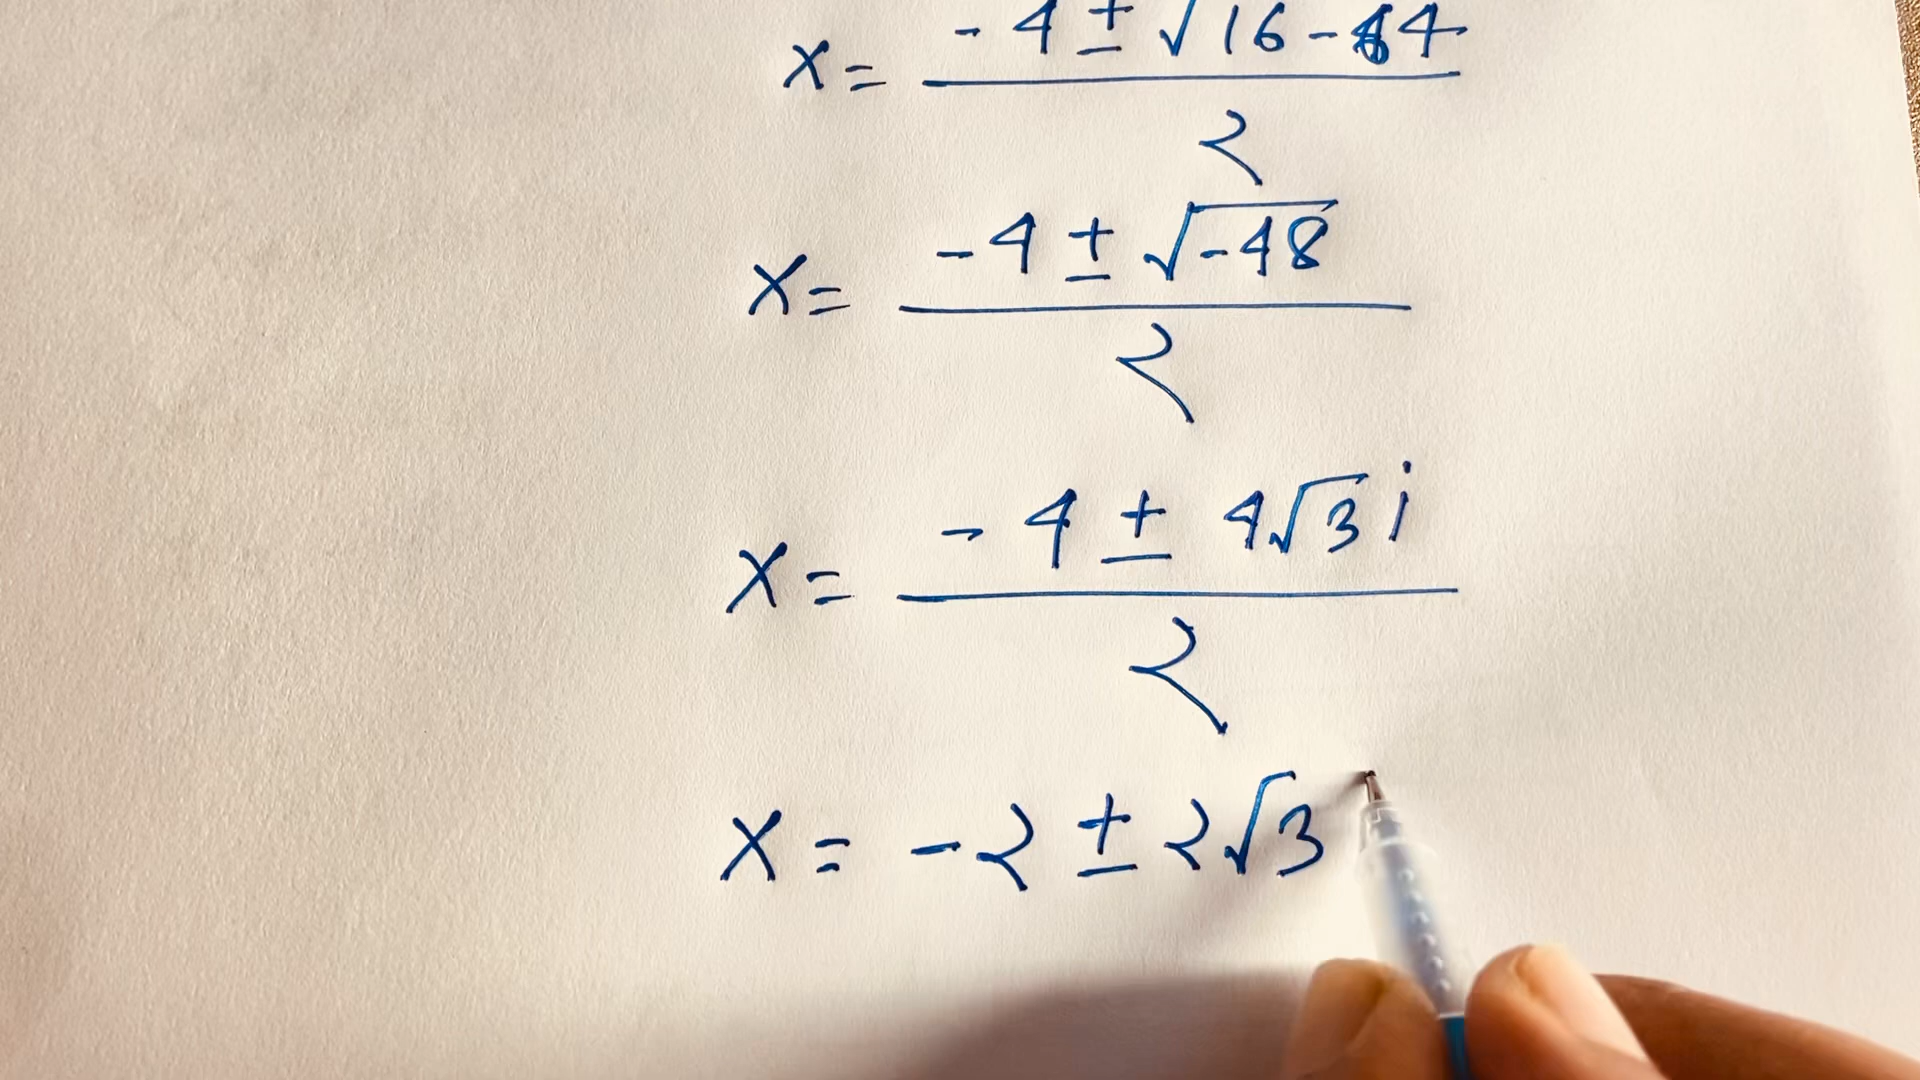 x = (-4 ± √16-64) / 2
x = (-4 ± √-48) / 2
x = (-4 ± 4√3 i) / 2
x = -2 ± 2√3